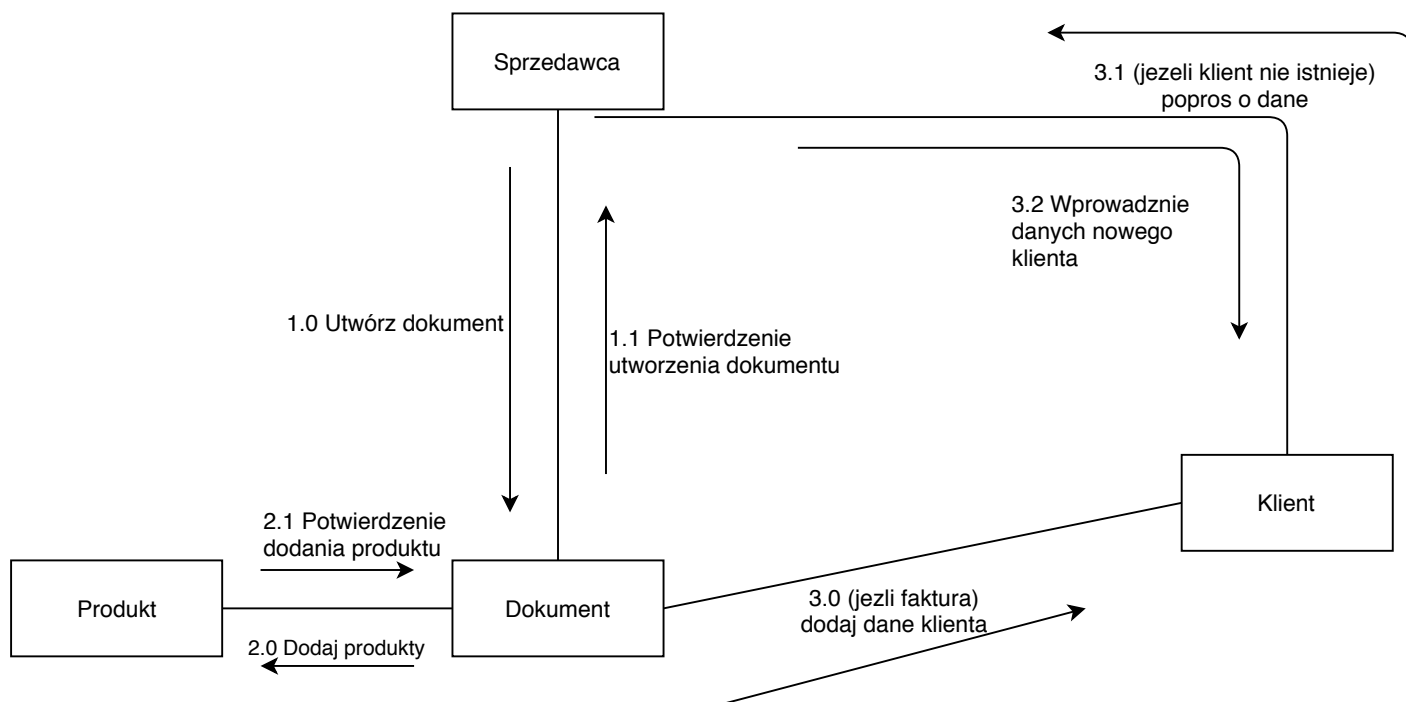 Sprzedawca
3.1 (jezeli klient nie istnieje)
popros o dane
3.2 Wprowadznie
danych nowego
klienta
1.0 Utwórz dokument
1.1 Potwierdzenie
utworzenia dokumentu
Klient
2.1 Potwierdzenie
dodania produktu
Produkt
Dokument
3.0 (jezli faktura)
dodaj dane klienta
2.0 Dodaj produkty